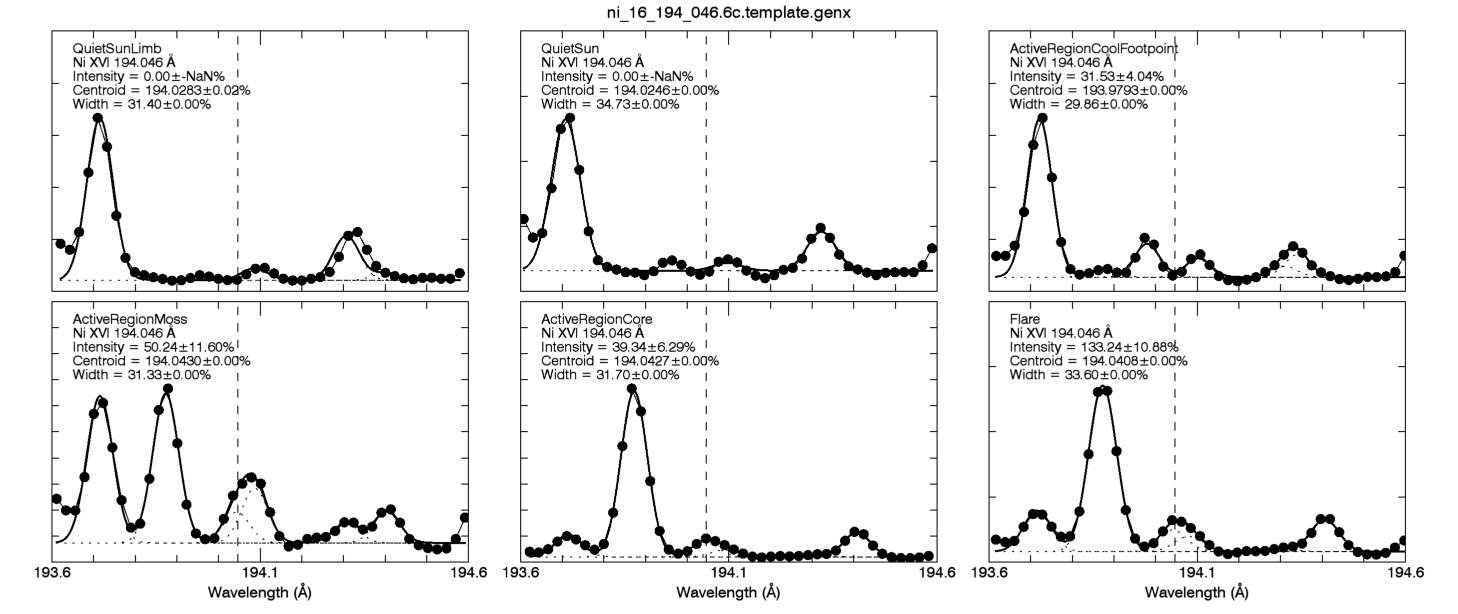 ni_16_194_046.6c.template.genx
QuietSunLimb
Ni XVI 194.046 Å
Intensity = 0.00±-NaN%
Centroid = 194.0283±0.02%
Width = 31.40±0.00%
QuietSun
Ni XVI 194.046 Å
Intensity = 0.00±-NaN%
Centroid = 194.0246±0.00%
Width = 34.73±0.00%
ActiveRegionCoolFootpoint
Ni XVI 194.046 Å
Intensity = 31.53±4.04%
Centroid = 193.9793±0.00%
Width = 29.86±0.00%
ActiveRegionMoss
Ni XVI 194.046 Å
Intensity = 50.24±11.60%
Centroid = 194.0430±0.00%
Width = 31.33±0.00%
ActiveRegionCore
Ni XVI 194.046 Å
Intensity = 39.34±6.29%
Centroid = 194.0427±0.00%
Width = 31.70±0.00%
Flare
Ni XVI 194.046 Å
Intensity = 133.24±10.88%
Centroid = 194.0408±0.00%
Width = 33.60±0.00%
193.6 194.1 194.6
193.6 194.1 194.6
193.6 194.1 194.6
Wavelength (Å)
Wavelength (Å)
Wavelength (Å)